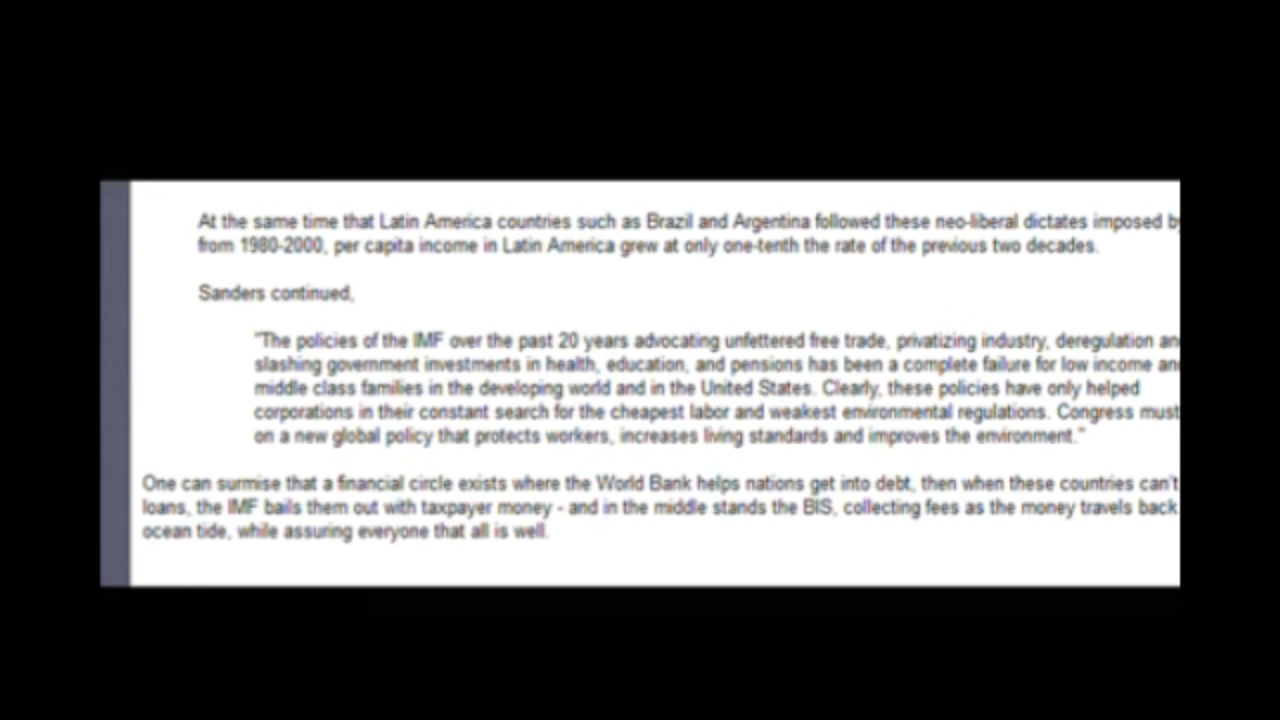 At the same time that Latin America countries such as Brazil and Argentina followed these neo-liberal dictates imposed by
from 1980-2000, per capita income in Latin America grew at only one-tenth the rate of the previous two decades.
Sanders continued,
"The policies of the IMF over the past 20 years advocating unfettered free trade, privatizing industry, deregulation an
slashing government investments in health, education, and pensions has been a complete failure for low income an
middle class families in the developing world and in the United States. Clearly, these policies have only helped
corporations in their constant search for the cheapest labor and weakest environmental regulations. Congress must
on a new global policy that protects workers, increases living standards and improves the environment."
One can surmise that a financial circle exists where the World Bank helps nations get into debt, then when these countries can't
loans, the IMF bails them out with taxpayer money - and in the middle stands the BIS, collecting fees as the money travels back
ocean tide, while assuring everyone that all is well.